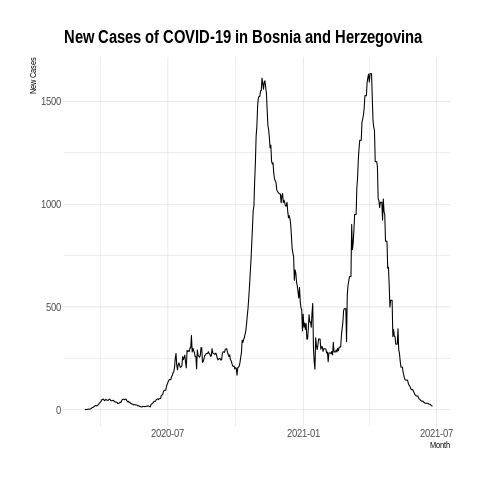 New Cases of COVID-19 in Bosnia and Herzegovina
New Cases
1500
1000
500
0
2020-07
2021-01
2021-07
Month